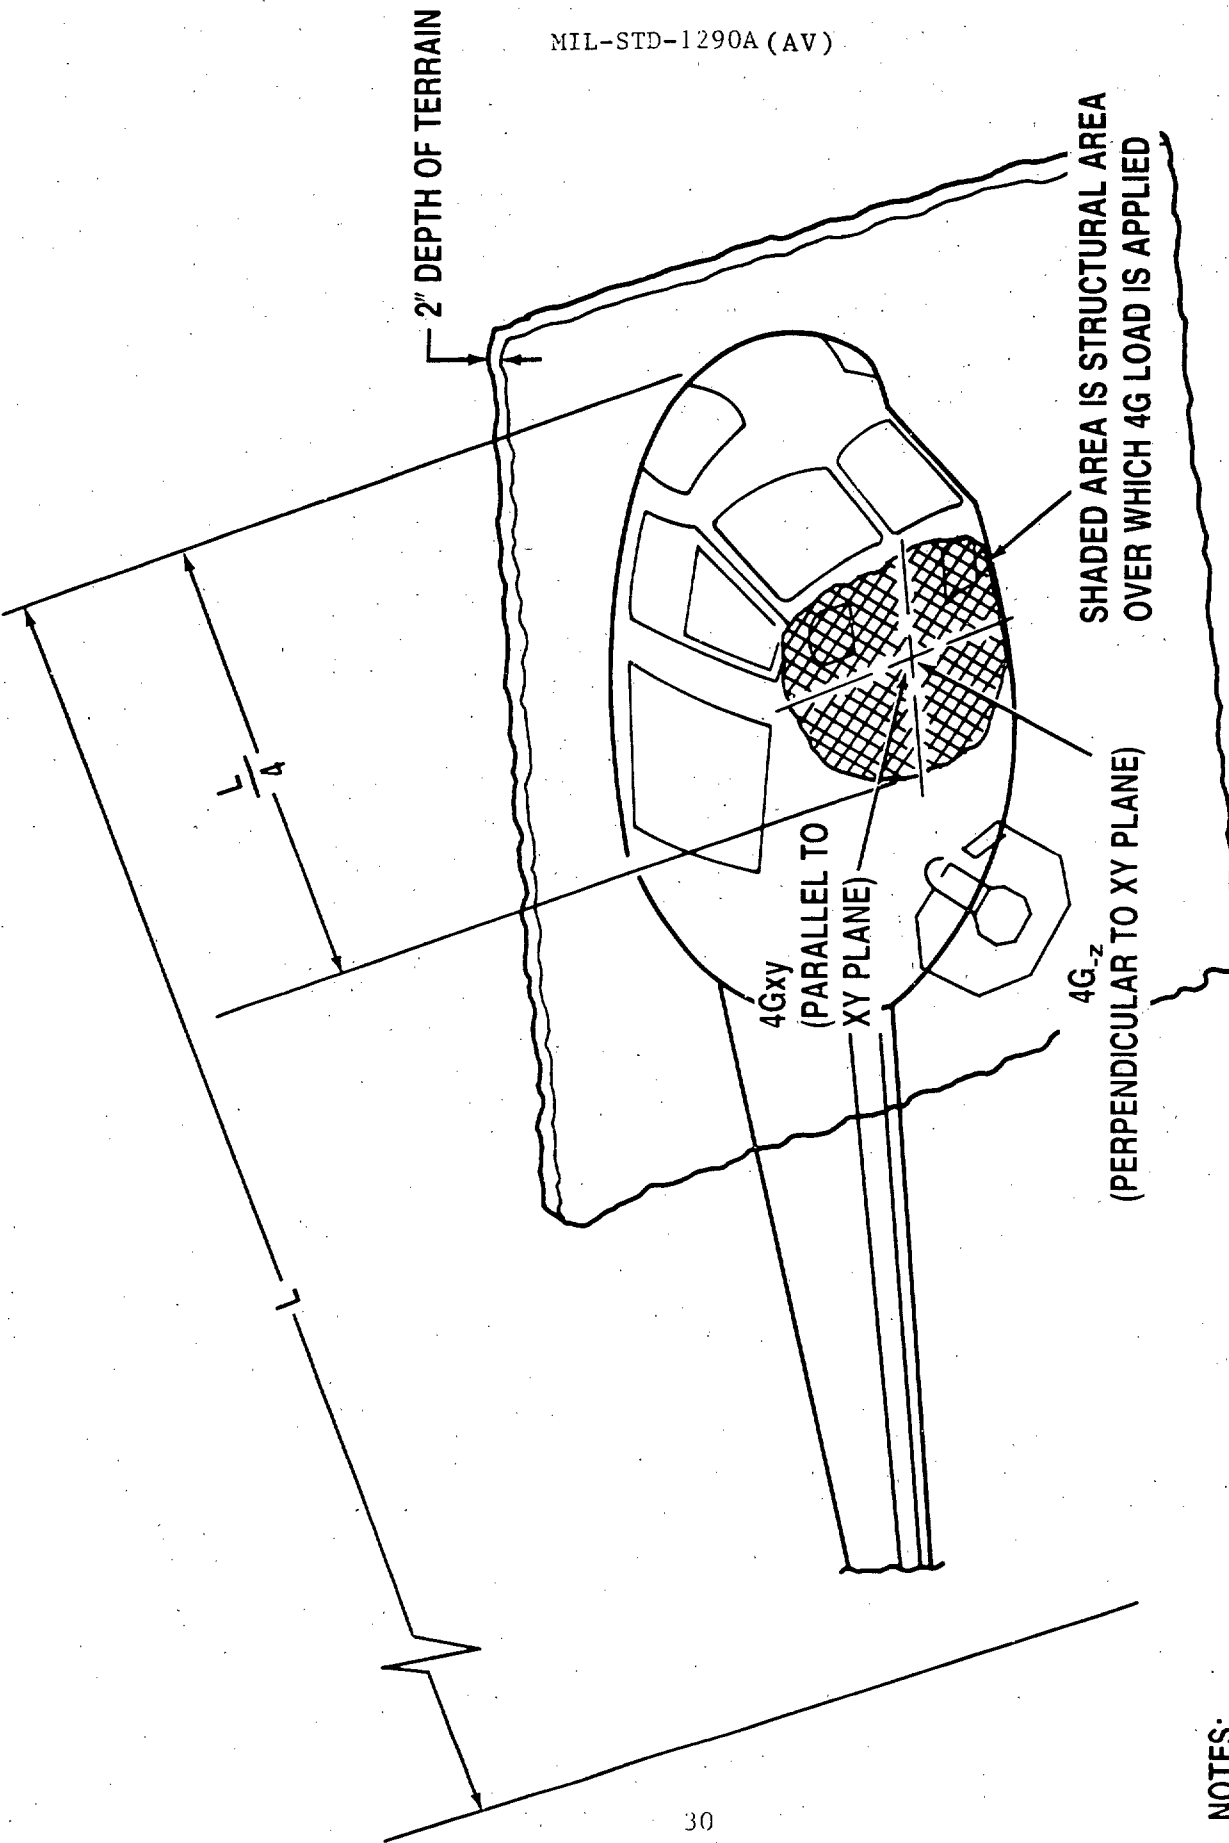 MIL-STD-1290A (AV)
2" DEPTH OF TERRAIN
L
L
4
SHADED AREA IS STRUCTURAL AREA
OVER WHICH 4G LOAD IS APPLIED
4Gxy
(PARALLEL TO
XY PLANE)
4G-z
(PERPENDICULAR TO XY PLANE)
NOTES:
30